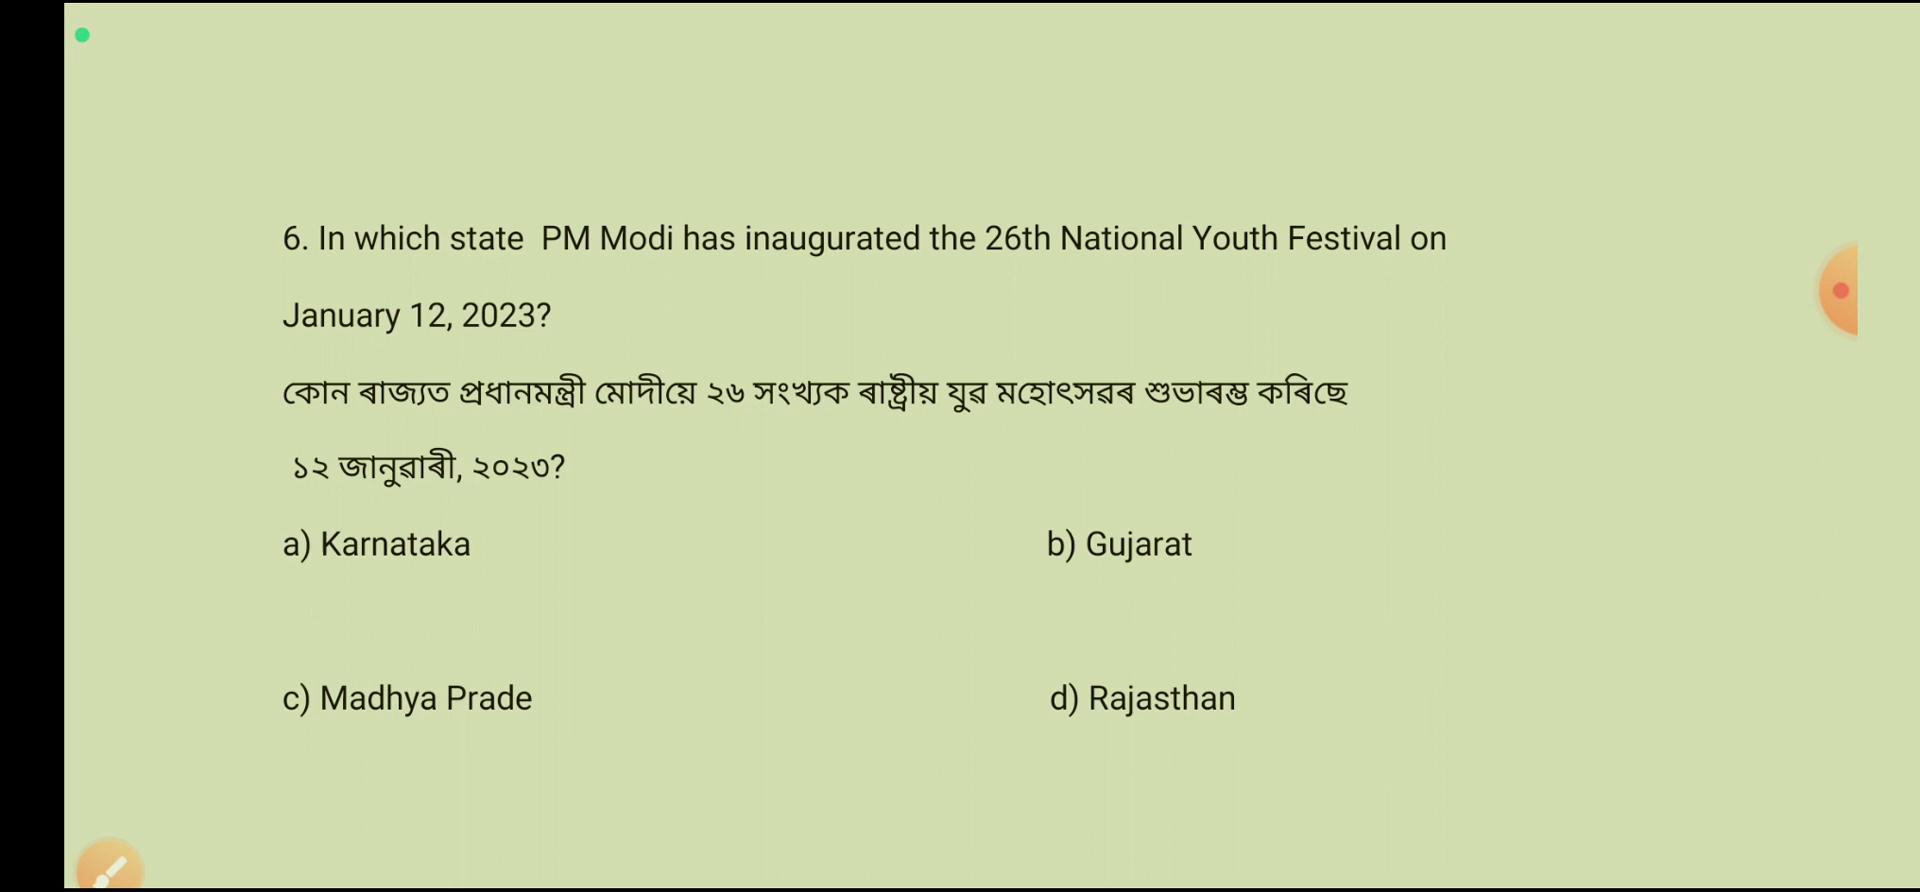 6. In which state  PM Modi has inaugurated the 26th National Youth Festival on
January 12, 2023?
কোন ৰাজ্যত প্ৰধানমন্ত্ৰী মোদীয়ে ২৬ সংখ্যক ৰাষ্ট্ৰীয় যুৱ মহোৎসৱৰ শুভাৰম্ভ কৰিছে
১২ জানুৱাৰী, ২০২৩?
a) Karnataka b) Gujarat
c) Madhya Prade d) Rajasthan